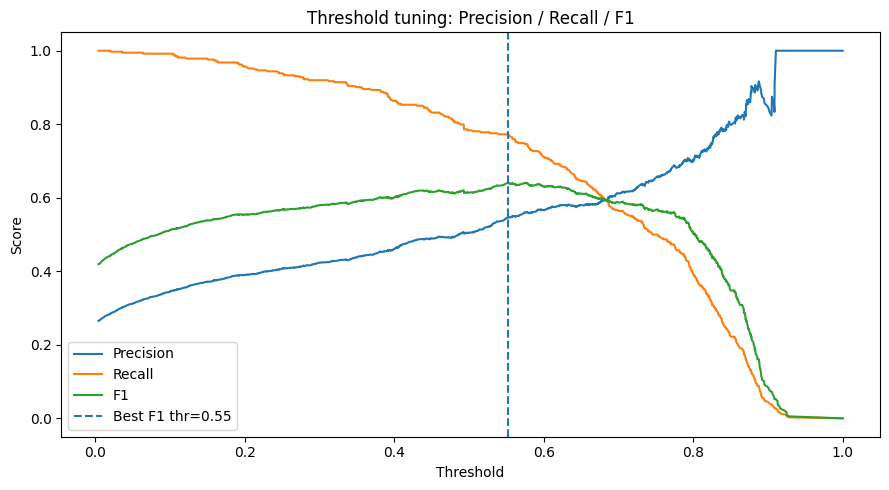 Threshold tuning: Precision / Recall / F1
1.0
0.8
0.6
0.4
0.2
0.0
Score
Precision
Recall
F1
Best F1 thr=0.55
0.0 0.2 0.4 0.6 0.8 1.0
Threshold